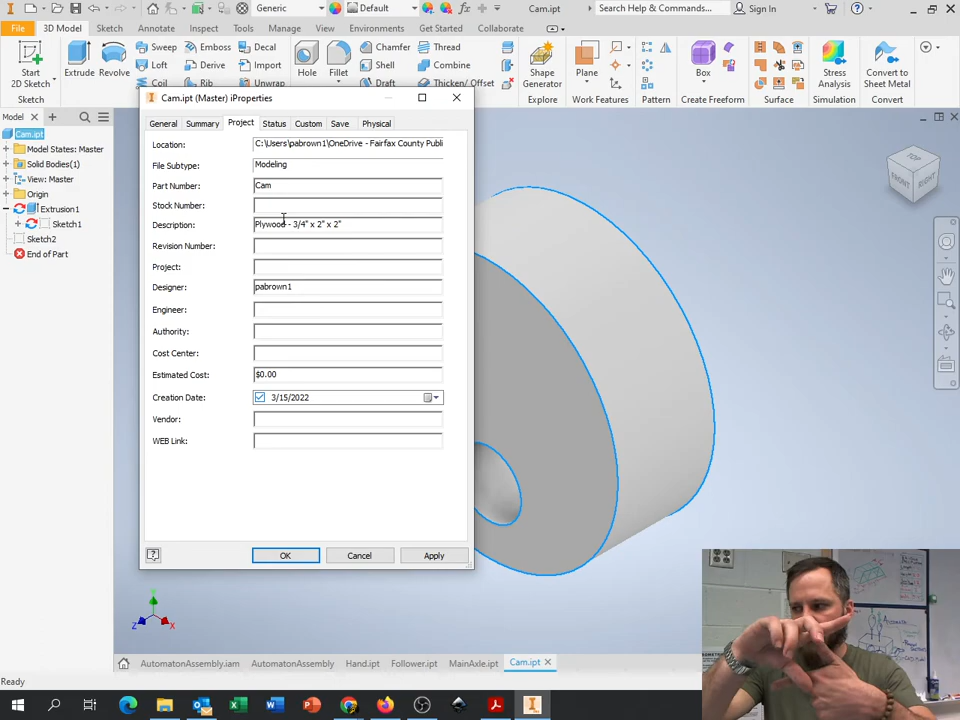 Generic
Default
Cam.ipt
Search Help & Commands...
Sign In
File
3D Model
Sketch
Annotate
Inspect
Tools
Manage
View
Environments
Get Started
Collaborate
Start
2D Sketch
Extrude
Revolve
Sweep
Emboss
Decal
Loft
Derive
Import
Coil
Rib
Unwrap
Hole
Fillet
Chamfer
Thread
Shell
Combine
Draft
Thicken/ Offset
Shape
Generator
Plane
Box
Stress
Analysis
Convert to
Sheet Metal
Sketch
Explore
Work Features
Pattern
Create Freeform
Surface
Simulation
Convert
Model
Cam.ipt
Model States: Master
Solid Bodies(1)
View: Master
Origin
Extrusion1
Sketch1
Sketch2
End of Part
Cam.ipt (Master) iProperties
General
Summary
Project
Status
Custom
Save
Physical
Location: C:\Users\pabrown1\OneDrive - Fairfax County Publi
File Subtype: Modeling
Part Number: Cam
Stock Number:
Description: Plywood - 3/4" x 2" x 2"
Revision Number:
Project:
Designer: pabrown1
Engineer:
Authority:
Cost Center:
Estimated Cost: $0.00
Creation Date: 3/15/2022
Vendor:
WEB Link:
OK
Cancel
Apply
FRONT
RIGHT
Z
X
AutomatonAssembly.iam
AutomatonAssembly
Hand.ipt
Follower.ipt
MainAxle.ipt
Cam.ipt
Ready